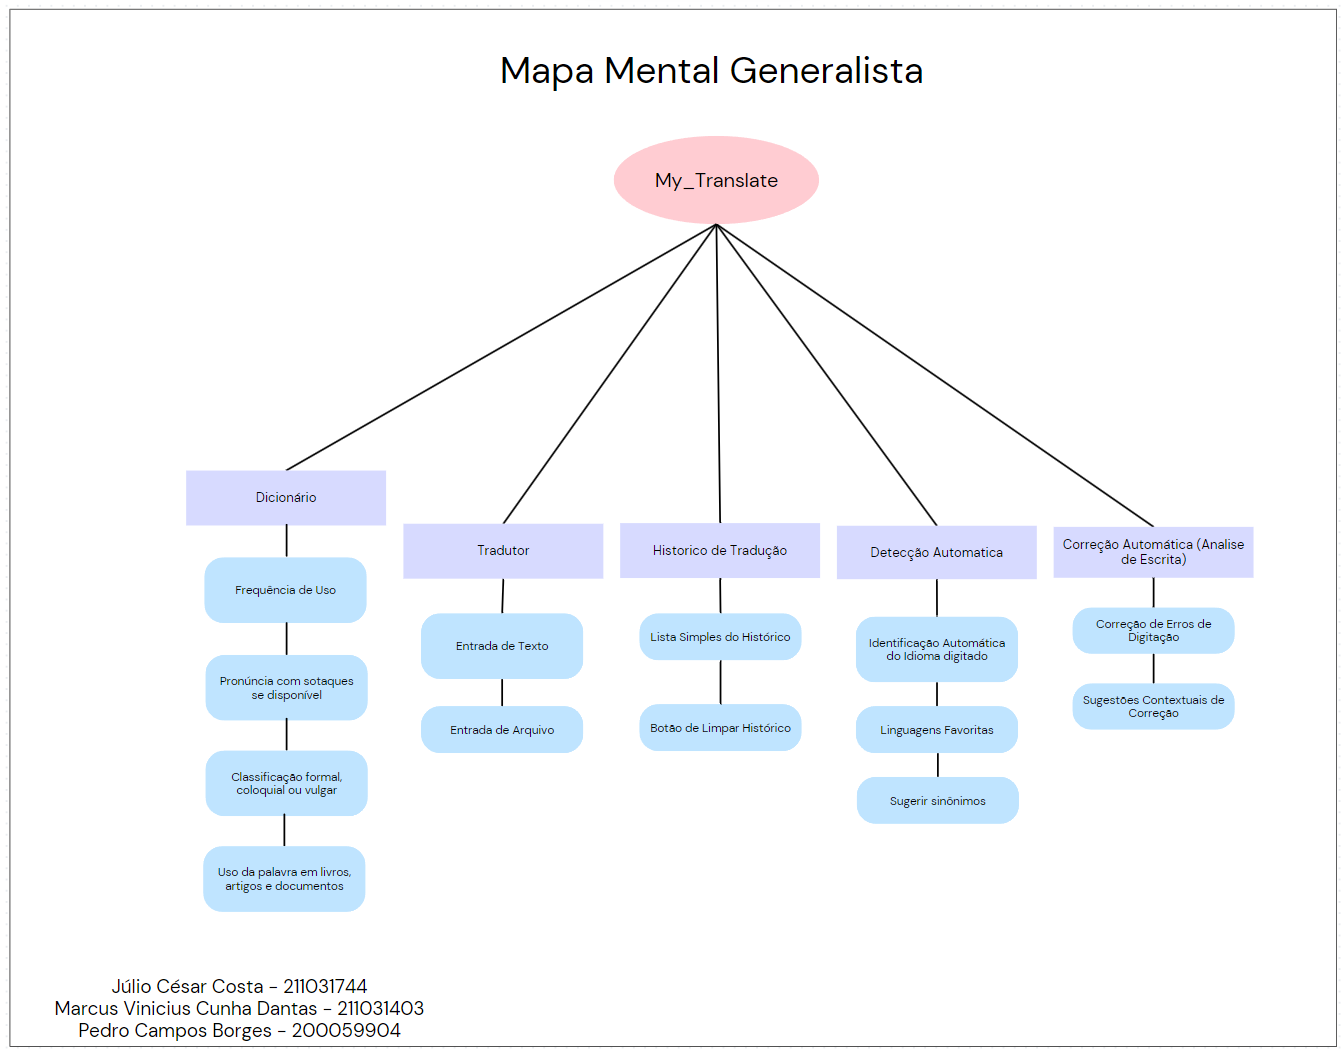 Mapa Mental Generalista
My_Translate
Dicionário
Frequência de Uso
Pronúncia com sotaques
se disponível
Classificação formal,
coloquial ou vulgar
Uso da palavra em livros,
artigos e documentos
Tradutor
Entrada de Texto
Entrada de Arquivo
Historico de Tradução
Lista Simples do Histórico
Botão de Limpar Histórico
Detecção Automatica
Identificação Automática
do Idioma digitado
Linguagens Favoritas
Sugerir sinônimos
Correção Automática (Analise
de Escrita)
Correção de Erros de
Digitação
Sugestões Contextuais de
Correção
Júlio César Costa - 211031744
Marcus Vinicius Cunha Dantas - 211031403
Pedro Campos Borges - 200059904